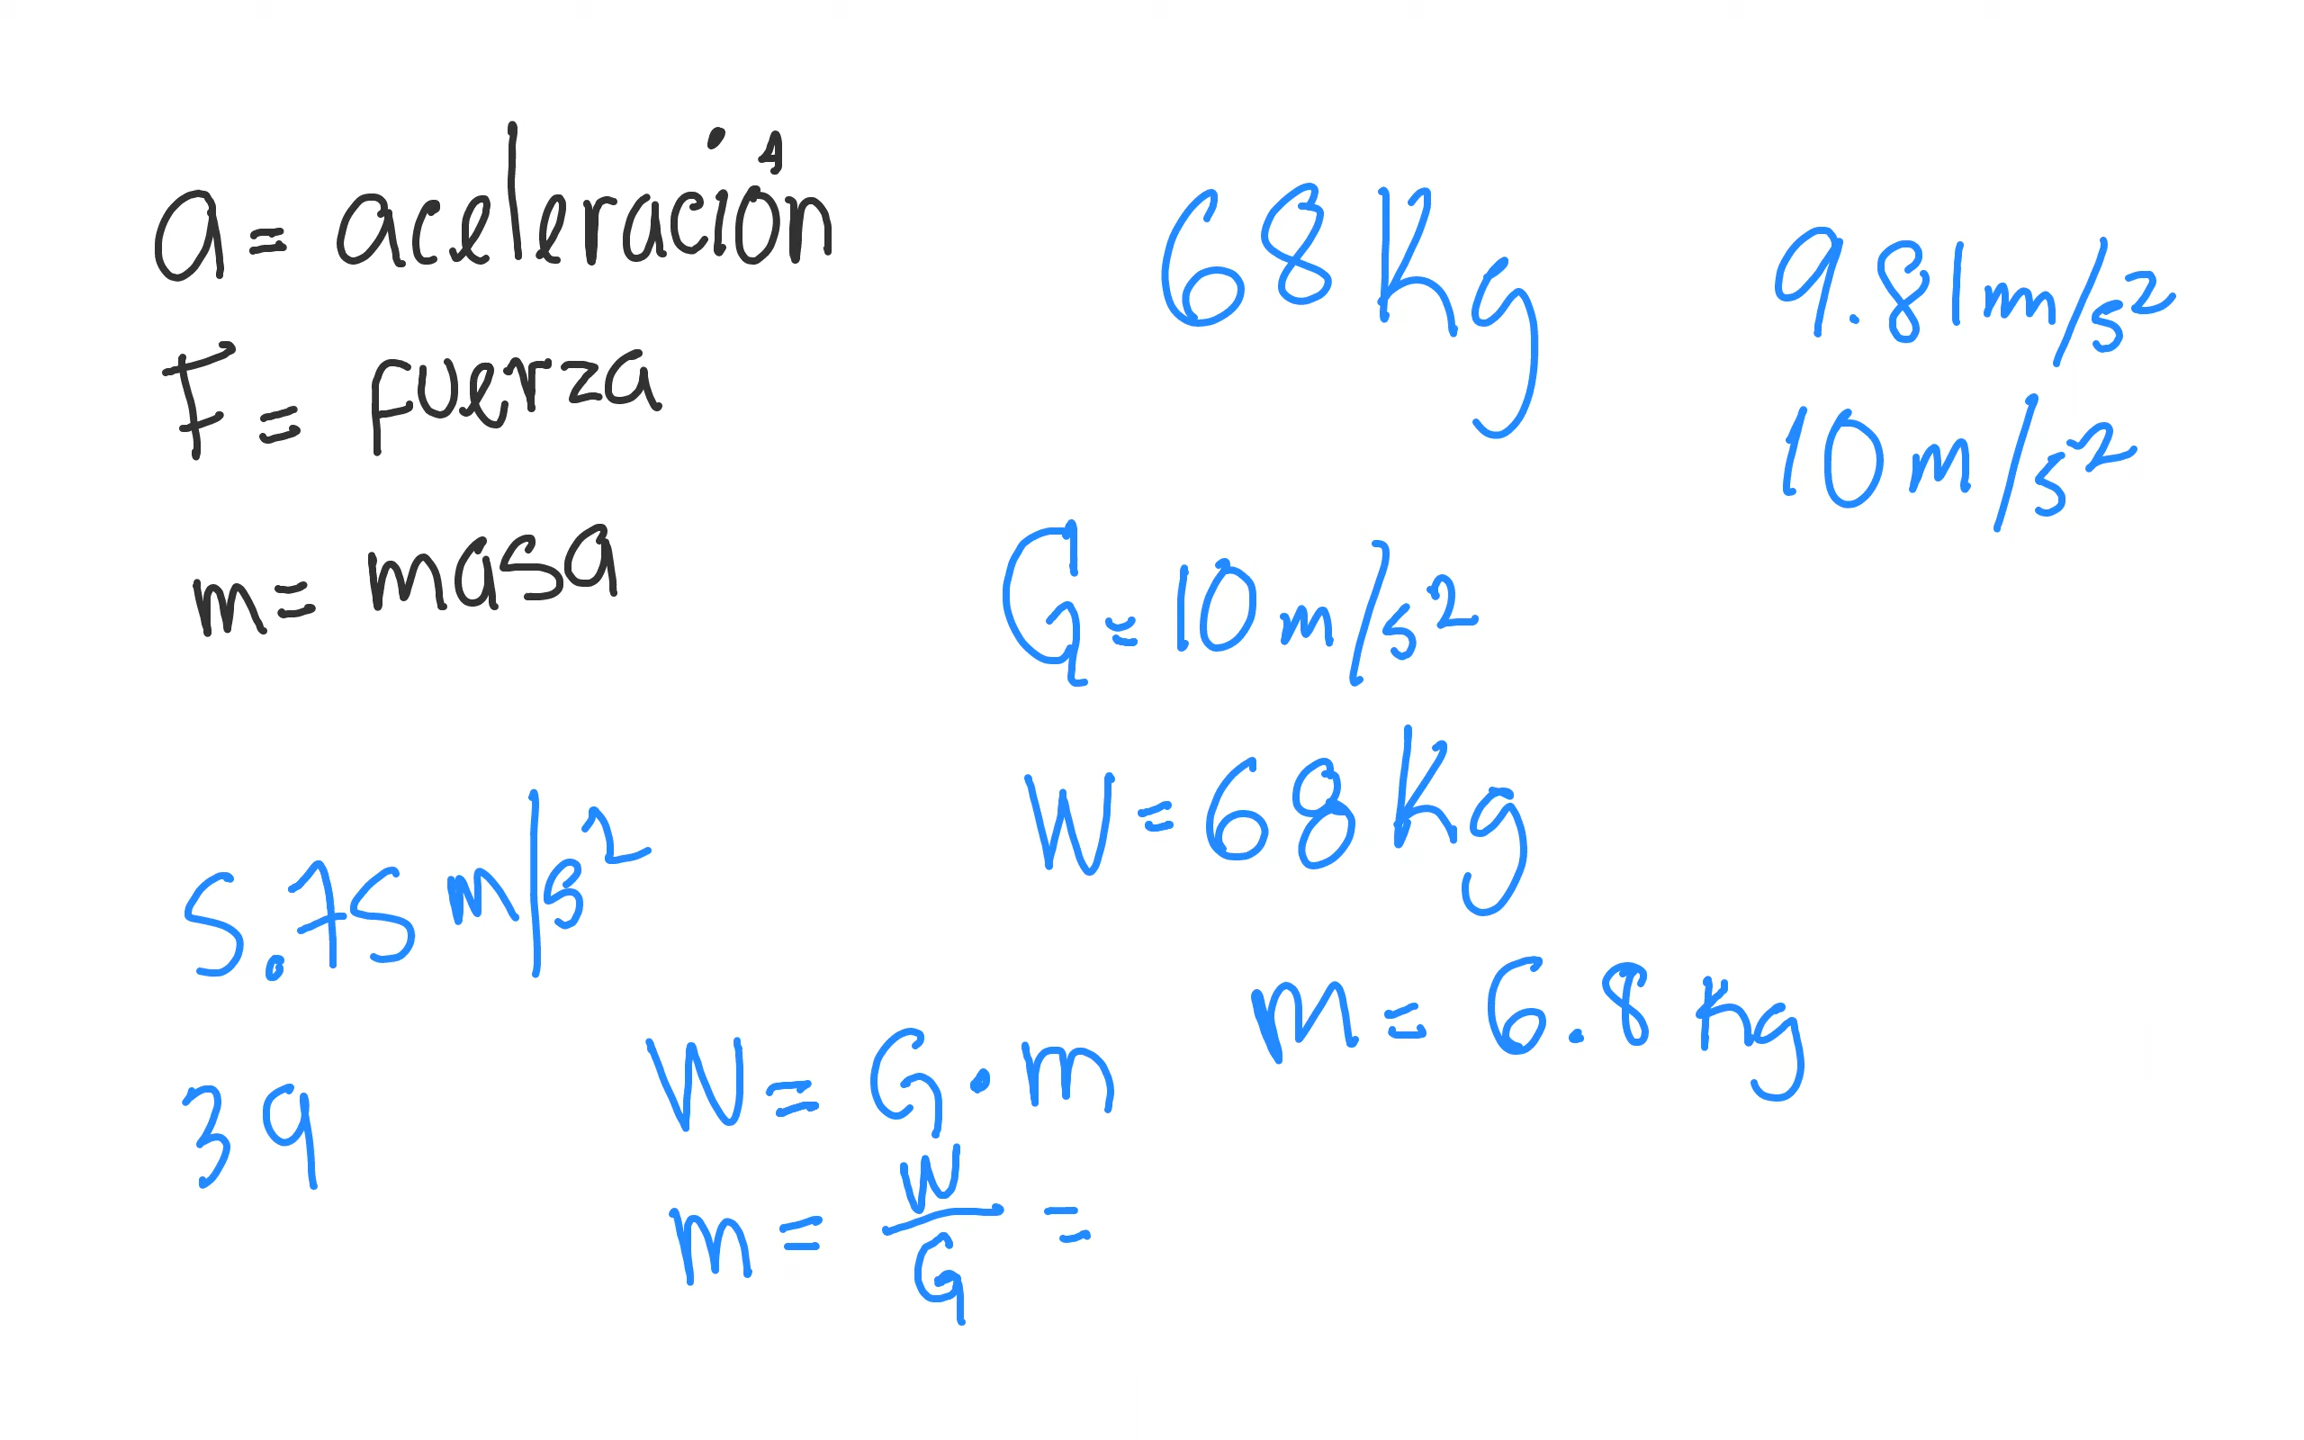 a = aceleración
F = fuerza
m = masa
68 Kg
9.81 m/s²
10 m/s²
G = 10 m/s²
W = 68 Kg
m = 6.8 Kg
5.75 m/s²
39
W = G · m
m = W/G =